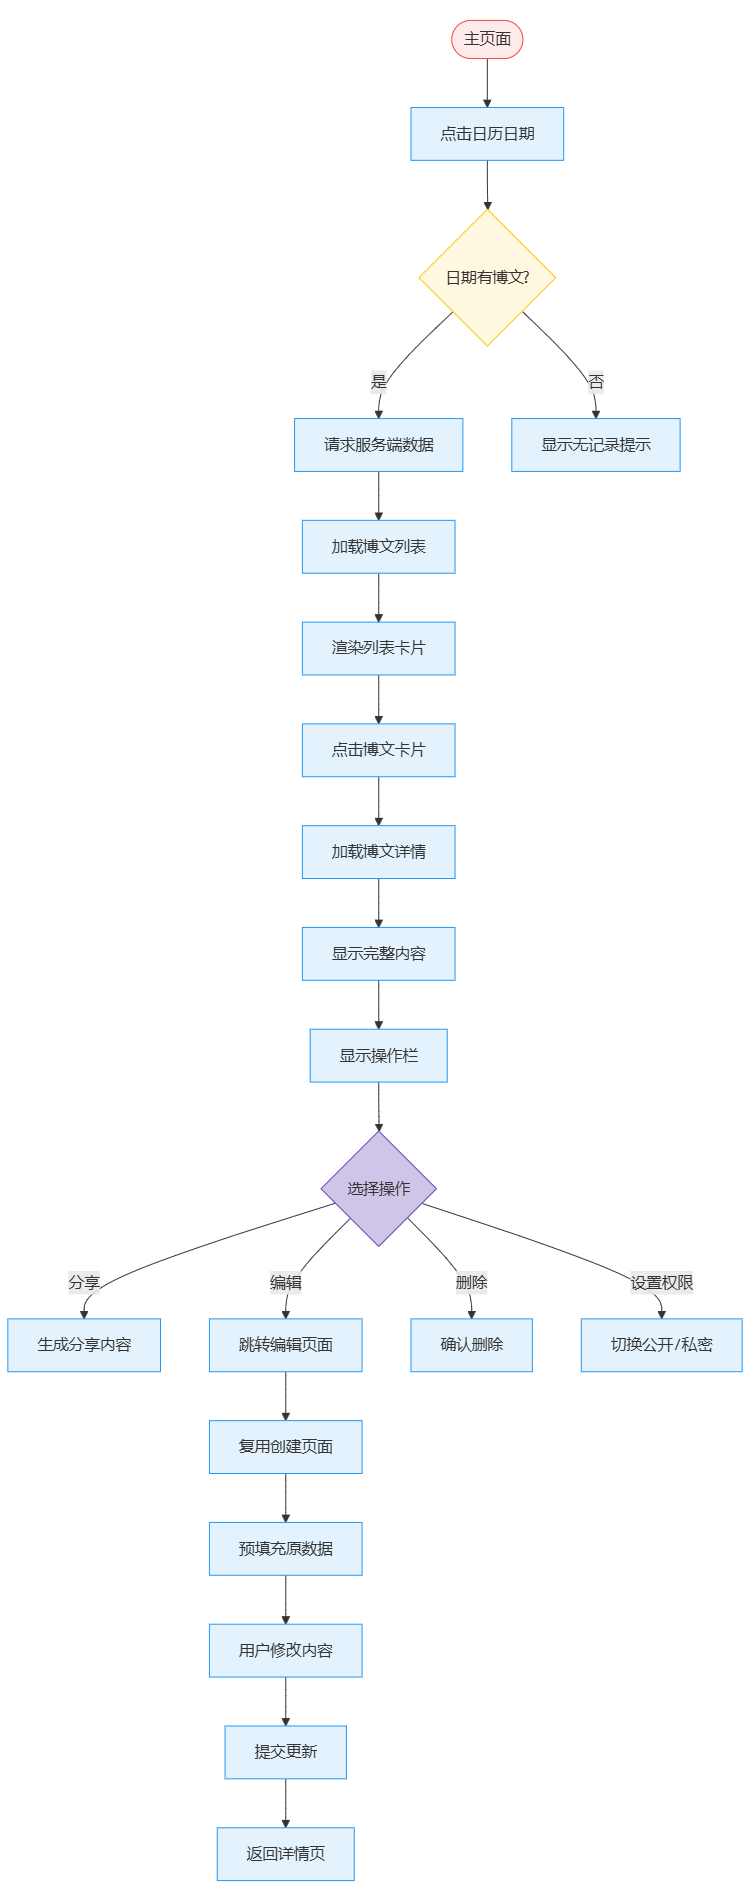 主页面
点击日历日期
日期有博文?
是
否
请求服务端数据
显示无记录提示
加载博文列表
渲染列表卡片
点击博文卡片
加载博文详情
显示完整内容
显示操作栏
选择操作
分享
编辑
删除
设置权限
生成分享内容
跳转编辑页面
确认删除
切换公开/私密
复用创建页面
预填充原数据
用户修改内容
提交更新
返回详情页